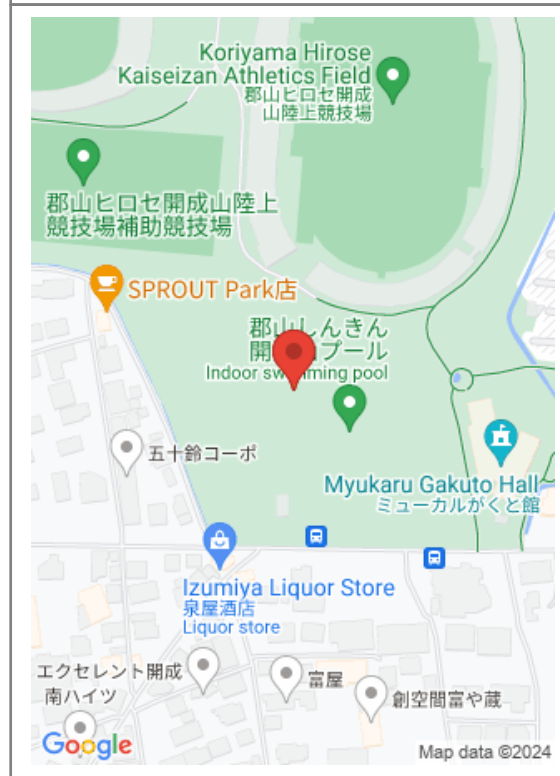 Koriyama Hirose
Kaiseizan Athletics Field
郡山ヒロセ開成
山陸上競技場
郡山ヒロセ開成山陸上
競技場補助競技場
SPROUT Park店
郡山しんきん
開 プール
Indoor swimming pool
五十鈴コーポ
Myukaru Gakuto Hall
ミューカルがくと館
Izumiya Liquor Store
泉屋酒店
Liquor store
エクセレント開成
南ハイツ
富屋
創空間富や蔵
Google
Map data ©2024